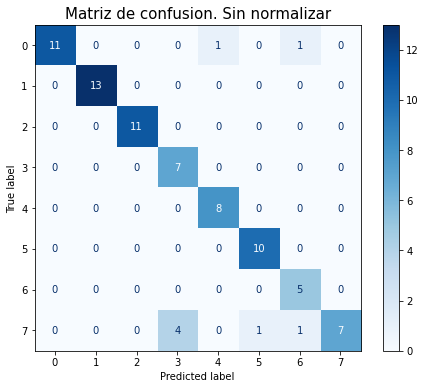 Matriz de confusion. Sin normalizar
0 11 0 0 0 1 0 1 0
1 0 13 0 0 0 0 0 0
2 0 0 11 0 0 0 0 0
3 0 0 0 7 0 0 0 0
4 0 0 0 0 8 0 0 0
5 0 0 0 0 0 10 0 0
6 0 0 0 0 0 0 5 0
7 0 0 0 4 0 1 1 7
0 1 2 3 4 5 6 7
True label
Predicted label
12
10
8
6
4
2
0